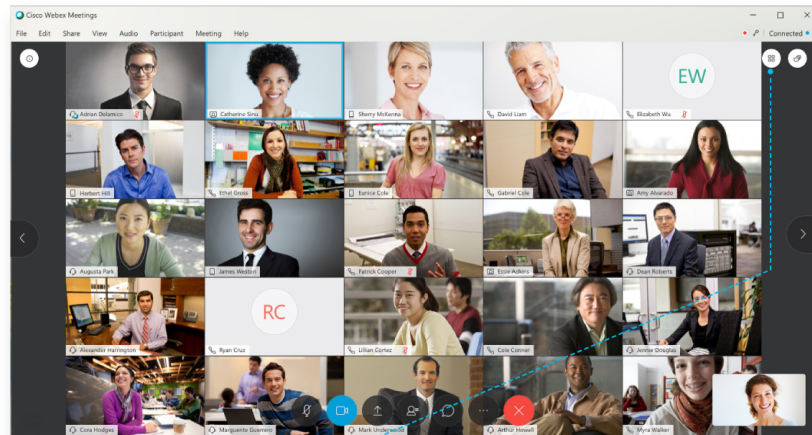 Cisco Webex Meetings
File Edit Share View Audio Participant Meeting Help
Connected
EW
Adrian Delamico
Catharine Sinu
Sherry McKenna
David Liam
Elizabeth Wu
Herbert Hill
Ethel Gross
Eunice Cole
Gabriel Cole
Amy Alvarado
Augusta Park
James Weston
Patrick Cooper
Essie Adkins
Dean Roberts
RC
Alexander Harrington
Ryan Cruz
Lillian Cortez
Cole Conner
Jennie Douglas
Cora Hodges
Marguerite Guerrero
Mark Underwood
Arthur Howell
Myra Walker